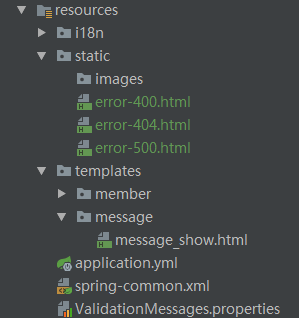 resources
i18n
static
images
error-400.html
error-404.html
error-500.html
templates
member
message
message_show.html
application.yml
spring-common.xml
ValidationMessages.properties